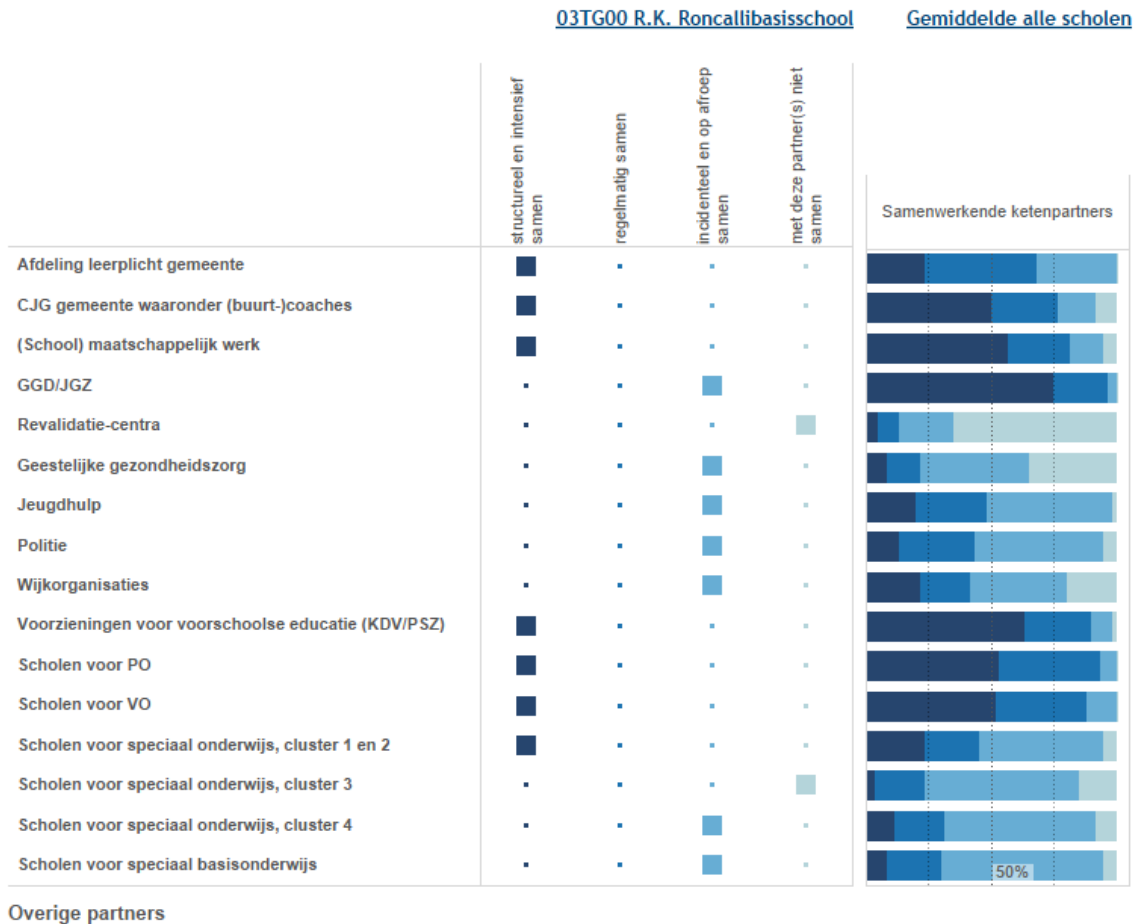 03TG00 R.K. Roncallibasisschool
Gemiddelde alle scholen
structureel en intensief
samen
regelmatig samen
incidenteel en op afroep
samen
met deze partner(s) niet
samen
Samenwerkende ketenpartners
Afdeling leerplicht gemeente
CJG gemeente waaronder (buurt-)coaches
(School) maatschappelijk werk
GGD/JGZ
Revalidatie-centra
Geestelijke gezondheidszorg
Jeugdhulp
Politie
Wijkorganisaties
Voorzieningen voor voorschoolse educatie (KDV/PSZ)
Scholen voor PO
Scholen voor VO
Scholen voor speciaal onderwijs, cluster 1 en 2
Scholen voor speciaal onderwijs, cluster 3
Scholen voor speciaal onderwijs, cluster 4
Scholen voor speciaal basisonderwijs
50%
Overige partners